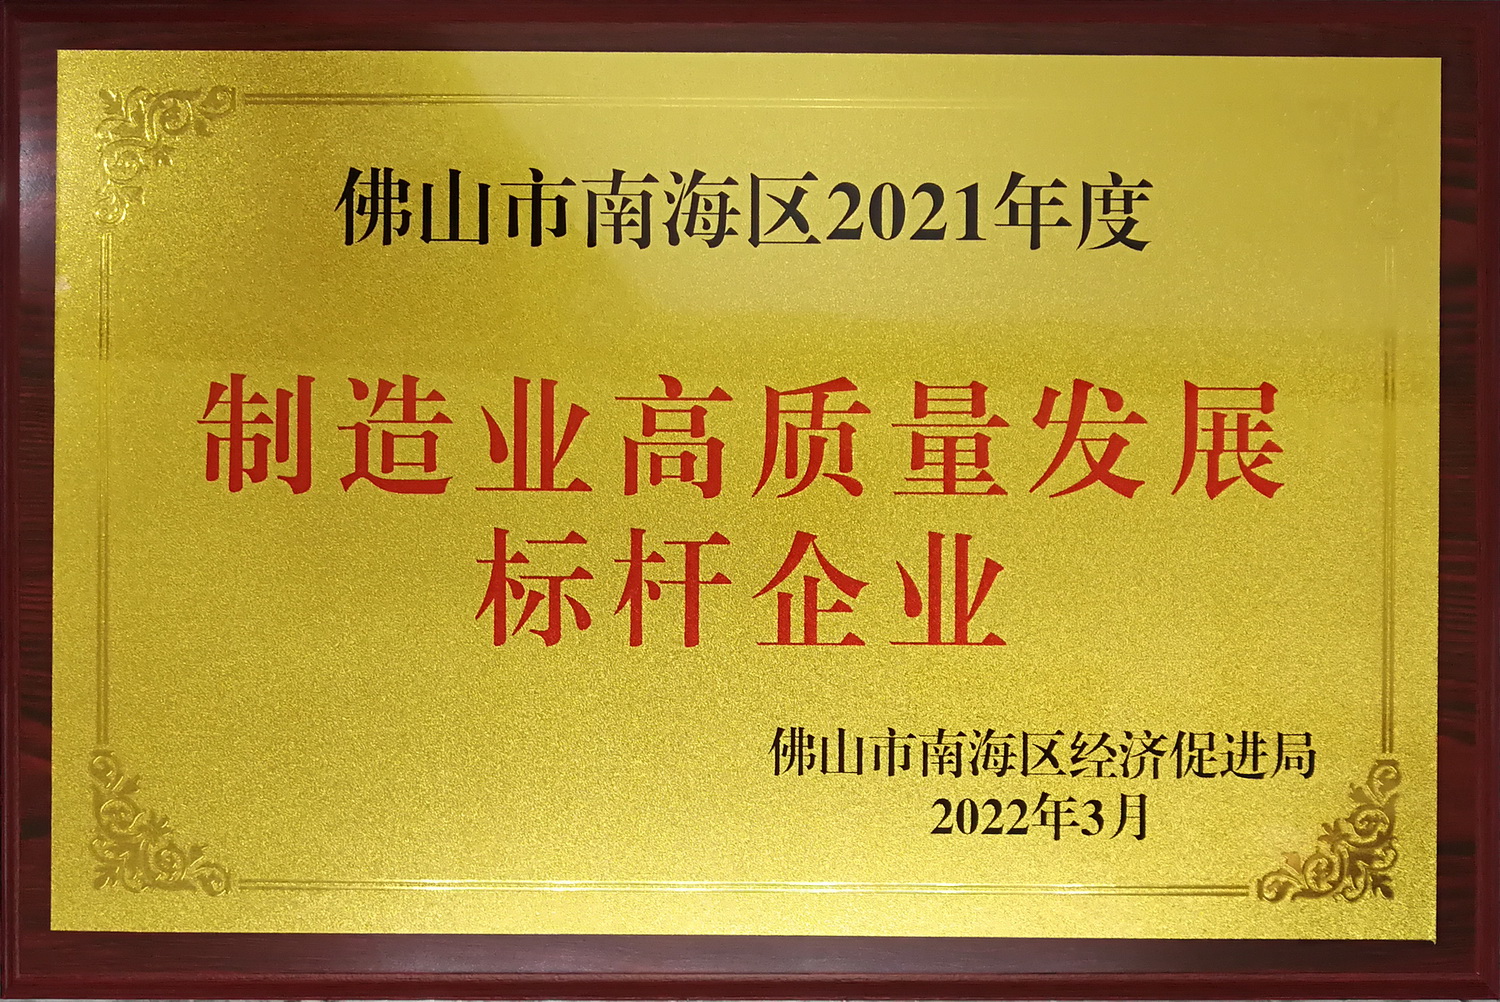 佛山市南海区2021年度
制造业高质量发展
标杆企业
佛山市南海区经济促进局
2022年3月